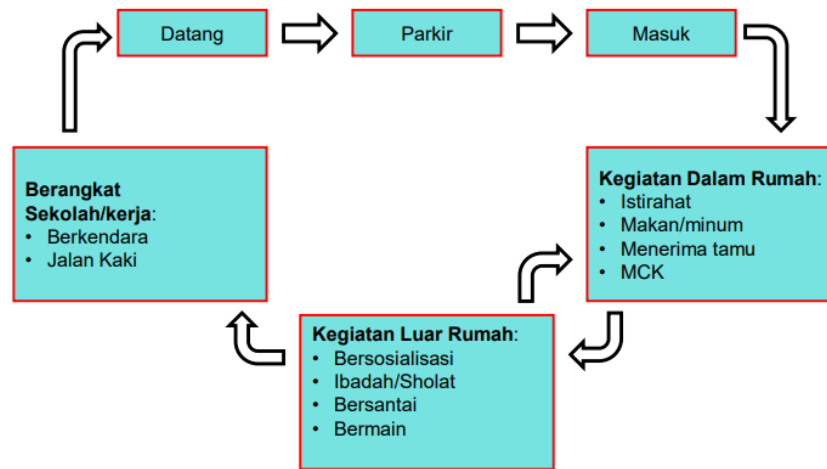 Datang
Parkir
Masuk
Berangkat
Sekolah/kerja:
• Berkendara
• Jalan Kaki
Kegiatan Dalam Rumah:
• Istirahat
• Makan/minum
• Menerima tamu
• MCK
Kegiatan Luar Rumah:
• Bersosialisasi
• Ibadah/Sholat
• Bersantai
• Bermain